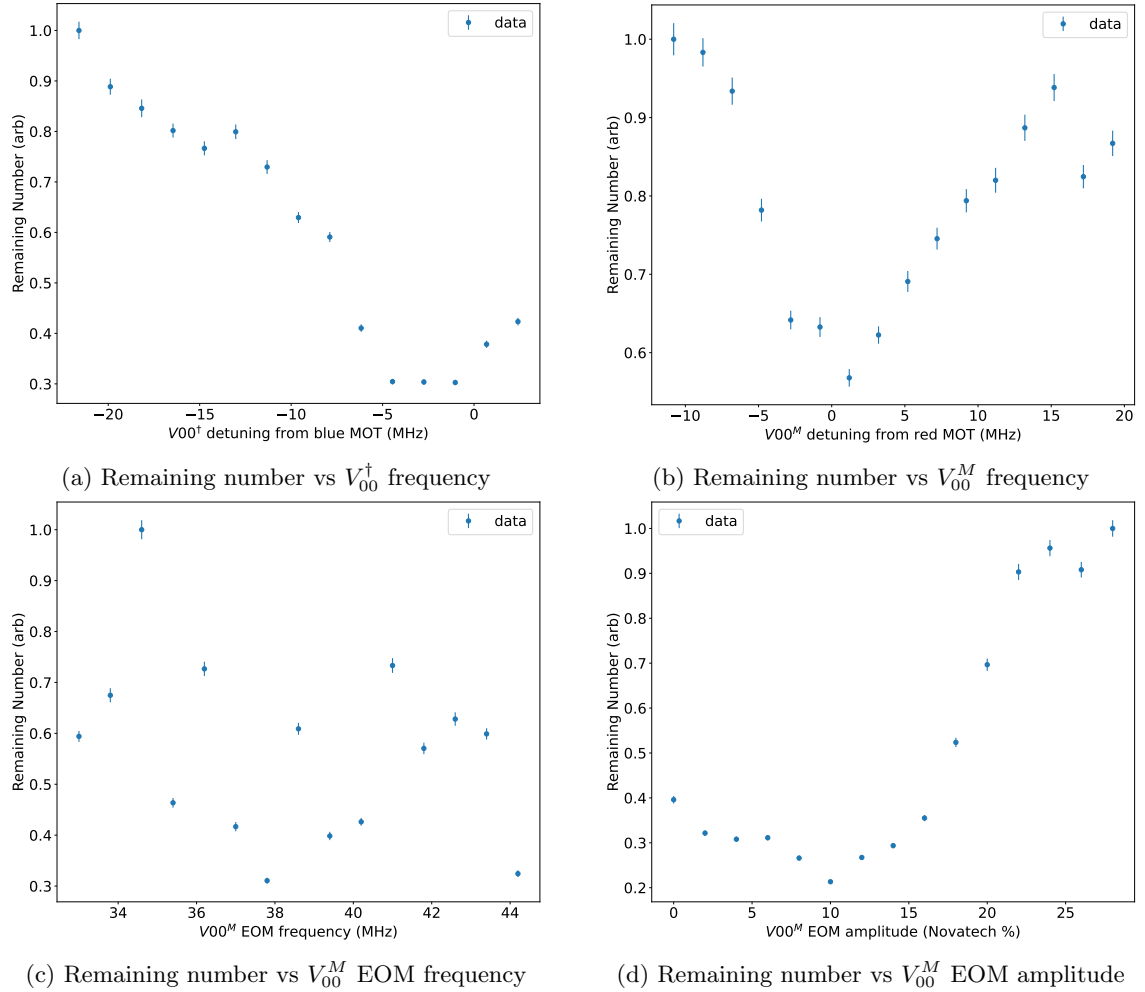 1.0
0.9
0.8
0.7
0.6
0.5
0.4
0.3
Remaining Number (arb)
data
−20 −15 −10 −5 0
V00† detuning from blue MOT (MHz)
(a) Remaining number vs V₀₀† frequency
1.0
0.9
0.8
0.7
0.6
Remaining Number (arb)
data
−10 −5 0 5 10 15 20
V00ᴹ detuning from red MOT (MHz)
(b) Remaining number vs V₀₀ᴹ frequency
1.0
0.9
0.8
0.7
0.6
0.5
0.4
0.3
Remaining Number (arb)
data
34 36 38 40 42 44
V00ᴹ EOM frequency (MHz)
(c) Remaining number vs V₀₀ᴹ EOM frequency
1.0
0.9
0.8
0.7
0.6
0.5
0.4
0.3
0.2
Remaining Number (arb)
data
0 5 10 15 20 25
V00ᴹ EOM amplitude (Novatech %)
(d) Remaining number vs V₀₀ᴹ EOM amplitude